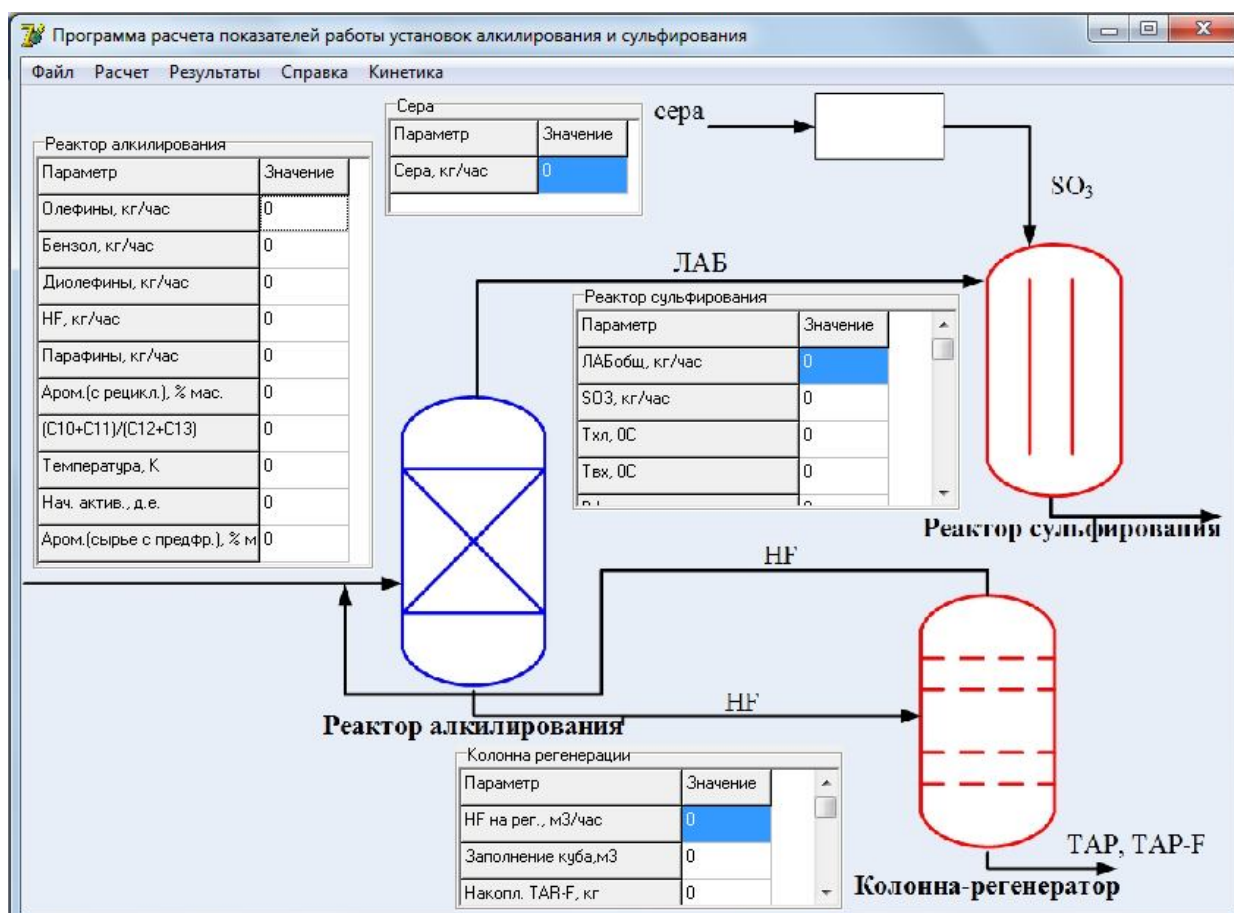 Программа расчета показателей работы установок алкилирования и сульфирования
Файл Расчет Результаты Справка Кинетика
Реактор алкилирования
Параметр Значение
Олефины, кг/час 0
Бензол, кг/час 0
Диолефины, кг/час 0
HF, кг/час 0
Парафины, кг/час 0
Аром.(с рецикл.), % мас. 0
(C10+C11)/(C12+C13) 0
Температура, К 0
Нач. актив., д.е. 0
Аром.(сырье с предфр.), % м 0
Сера
Параметр Значение
Сера, кг/час 0
сера
SO3
ЛАБ
Реактор сульфирования
Параметр Значение
ЛАБобщ, кг/час 0
SO3, кг/час 0
Тхл, 0С 0
Твх, 0С 0
Реактор сульфирования
HF
HF
Реактор алкилирования
Колонна регенерации
Параметр Значение
HF на рег., м3/час 0
Заполнение куба,м3 0
Накопл. TAR-F, кг 0
ТАР, ТАР-F
Колонна-регенератор